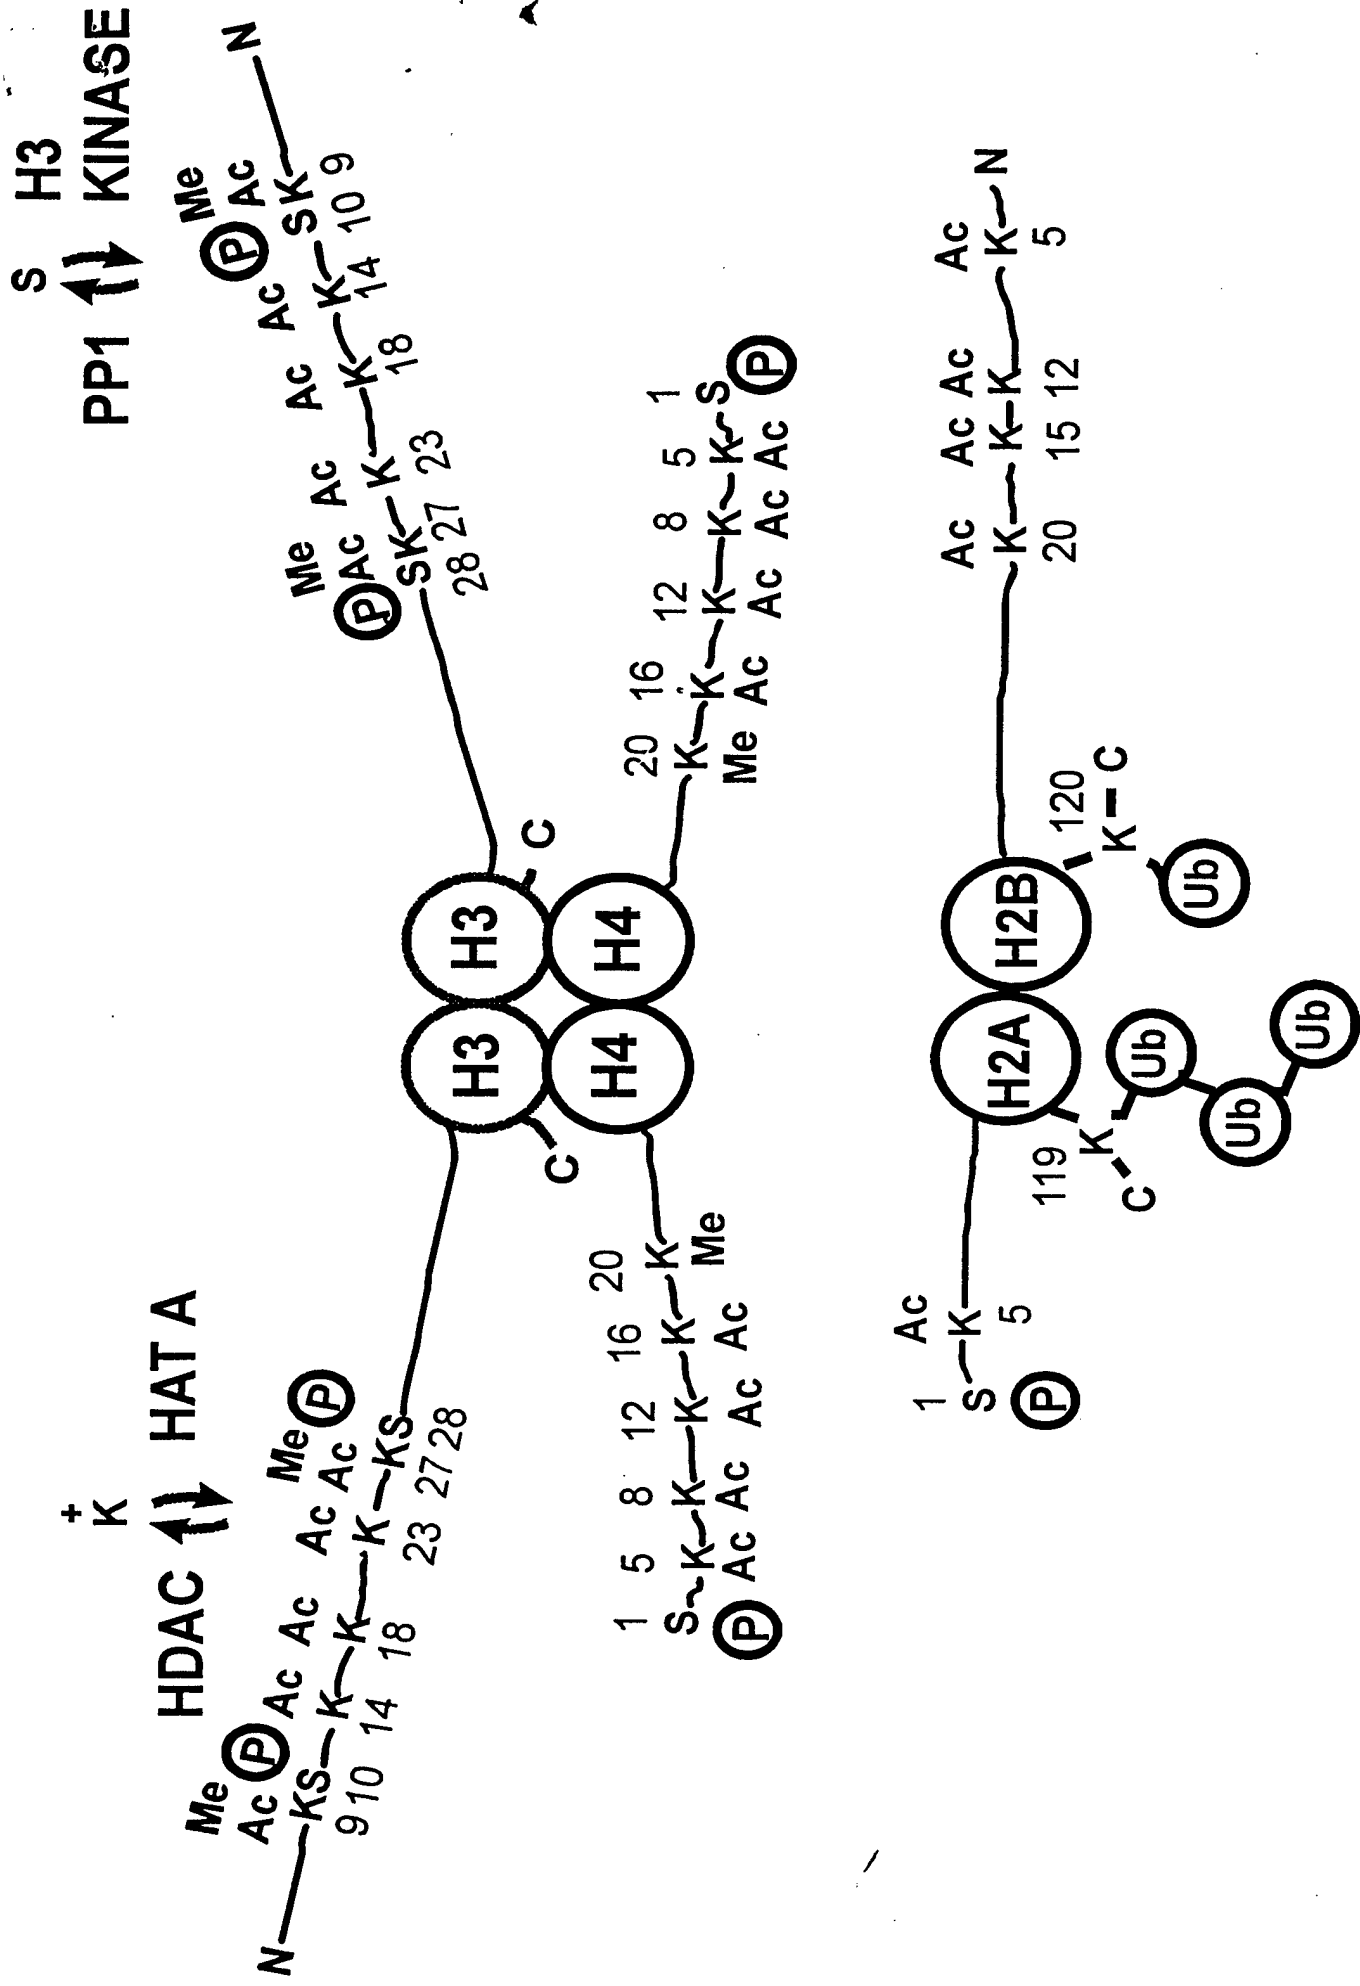 S H3
PP1 KINASE
+
K
HDAC HAT A
Me Me
Ac P Ac Ac Ac Ac P
N KS K K K KS
9 10 14 18 23 27 28
Me Me
P Ac Ac Ac Ac P Ac
SK K K K SK N
28 27 23 18 14 10 9
H3 H3
C C
H4 H4
1 5 8 12 16 20
S K K K K K
P Ac Ac Ac Ac Me
20 16 12 8 5 1
K K K K K S
Me Ac Ac Ac Ac P
Ac
1
S K
P 5
H2A H2B
Ac Ac Ac Ac
K K K K N
20 15 12 5
119 K
C
Ub Ub Ub
120
K C
Ub